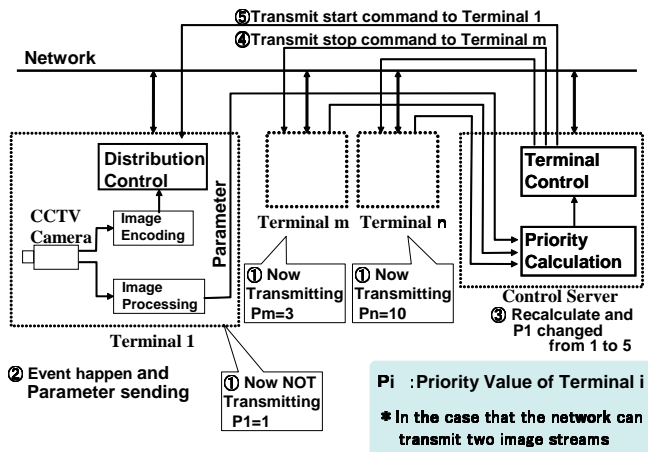 ⑤Transmit start command to Terminal 1
④Transmit stop command to Terminal m
Network
Distribution
Control
CCTV
Camera
Image
Encoding
Image
Processing
Parameter
Terminal 1
Terminal m
Terminal n
Terminal
Control
Priority
Calculation
Control Server
① Now
Transmitting
Pm=3
① Now
Transmitting
Pn=10
③ Recalculate and
P1 changed
from 1 to 5
② Event happen and
Parameter sending
① Now NOT
Transmitting
P1=1
Pi :Priority Value of Terminal i
* In the case that the network can
transmit two image streams